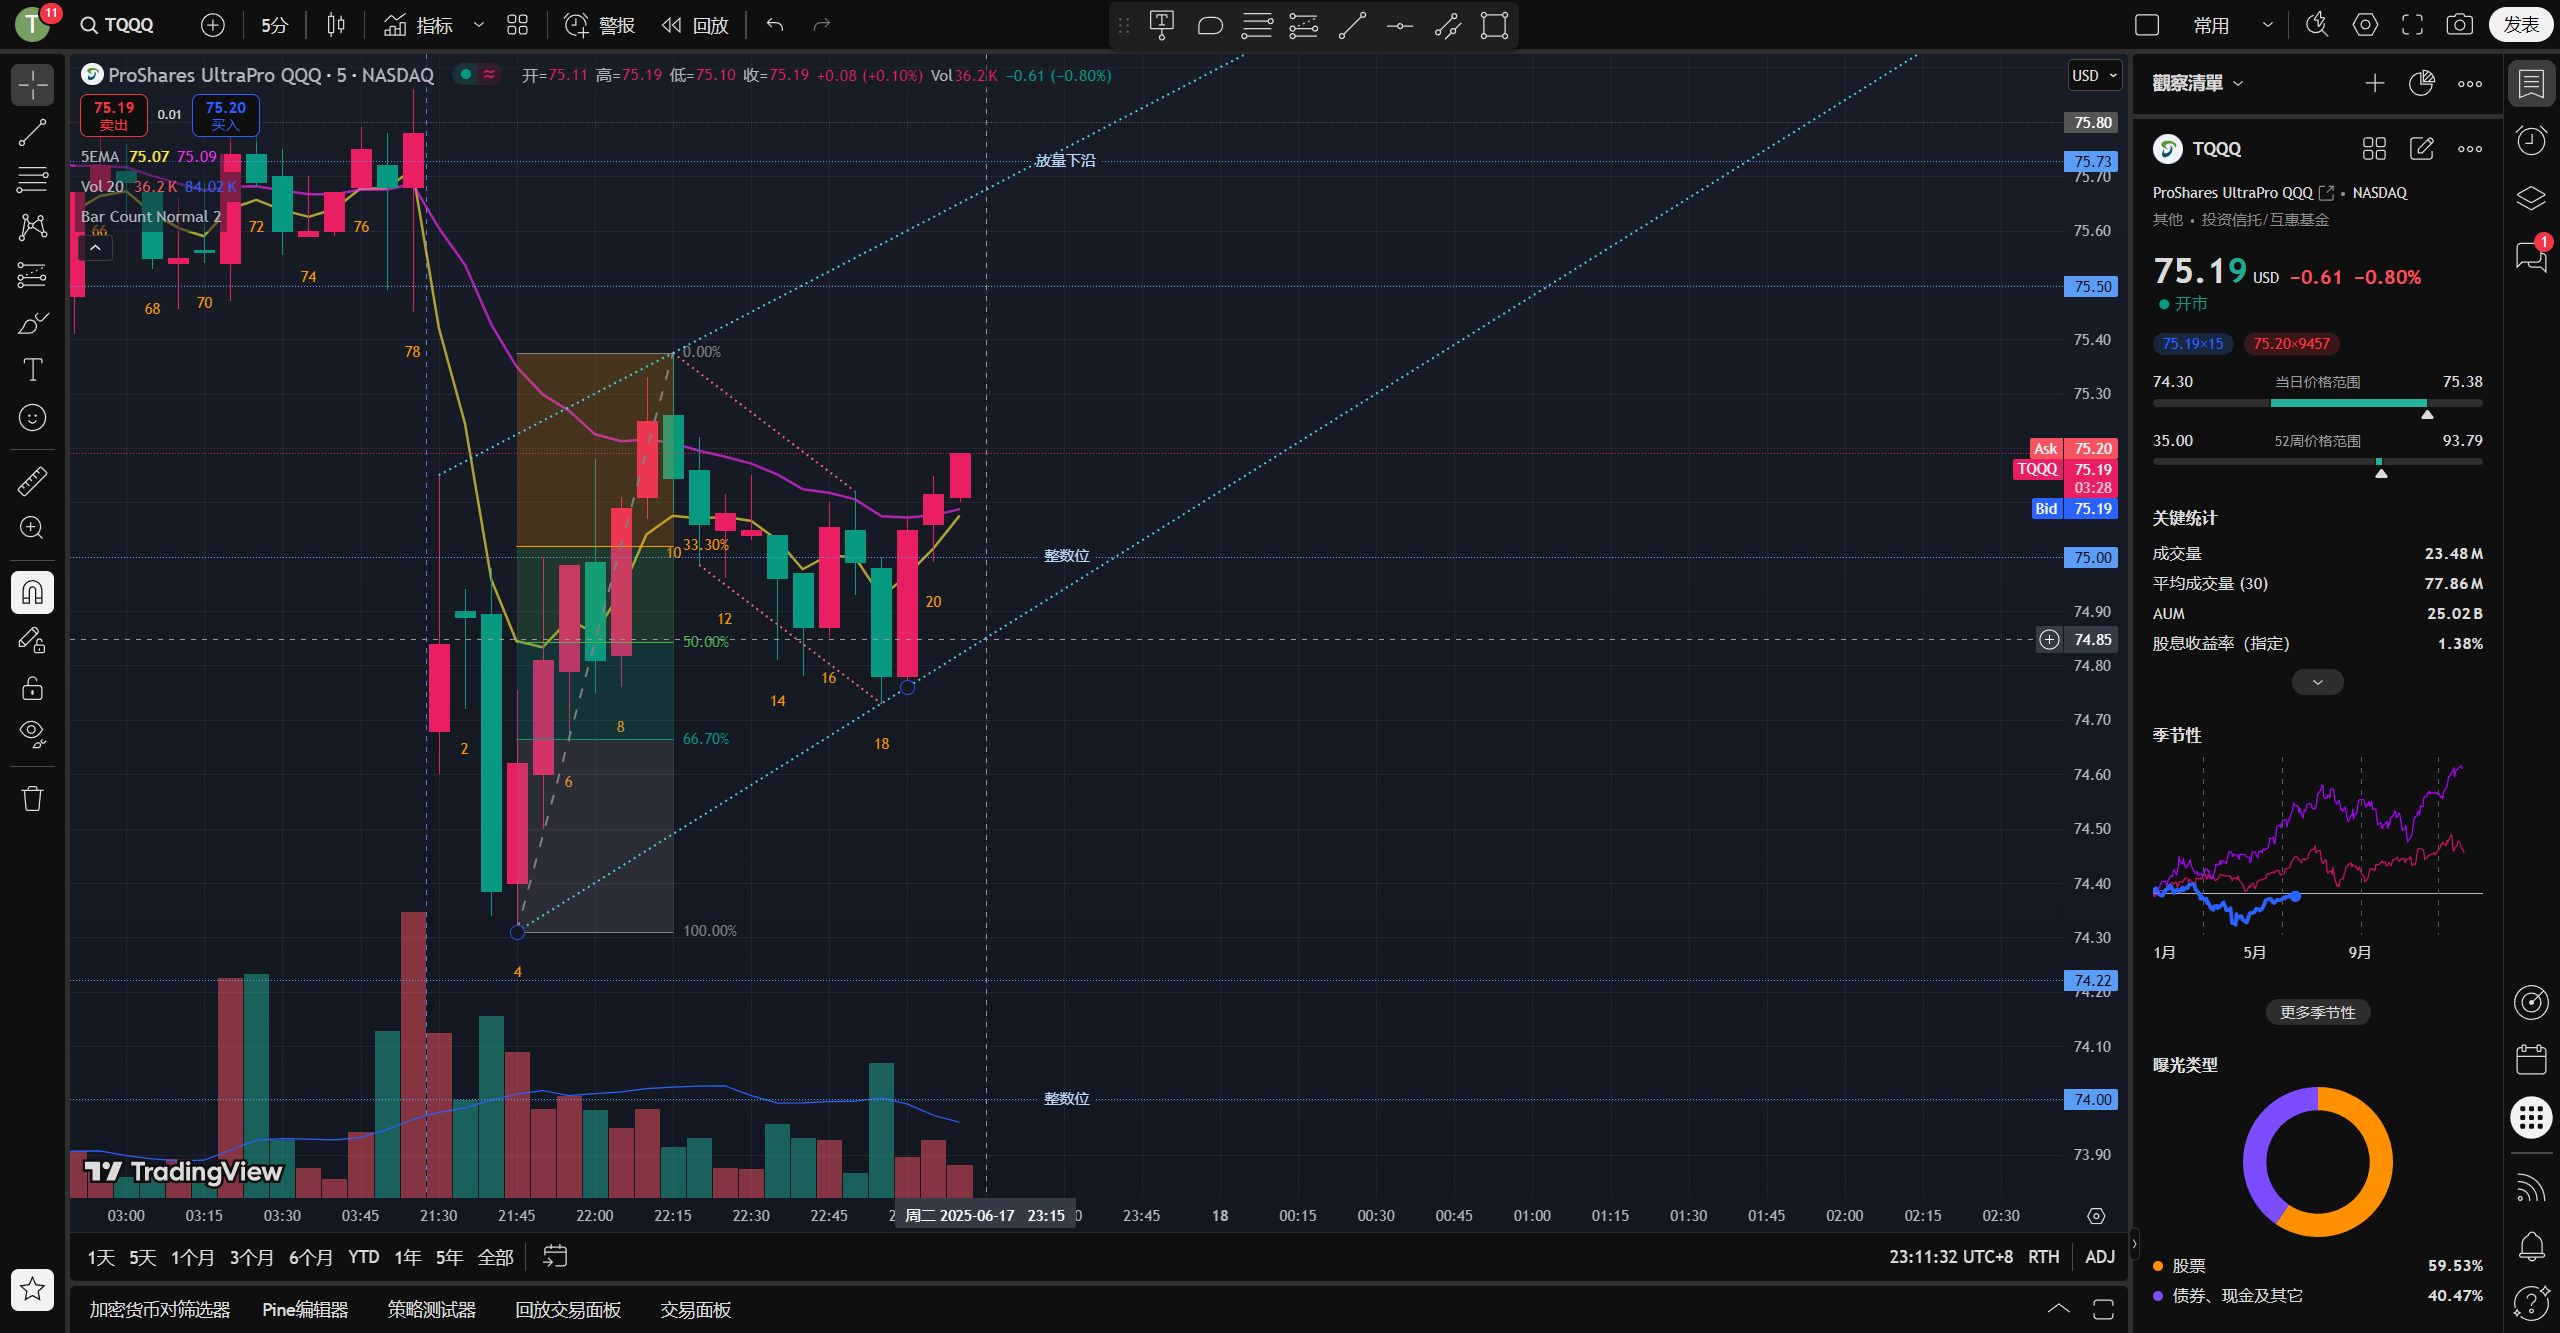 T 11 TQQQ 5分 指标 警报 回放 常用 发表
ProShares UltraPro QQQ · 5 · NASDAQ 开=75.11 高=75.19 低=75.10 收=75.19 +0.08 (+0.10%) Vol36.2 K −0.61 (−0.80%)
75.19 卖出 0.01 75.20 买入
5EMA 75.07 75.09
Vol 20 36.2 K 84.02 K
Bar Count Normal 2
66
68
70
72
74
76
78
2
4
6
8
10
12
14
16
18
20
0.00%
33.30%
50.00%
66.70%
100.00%
放量下沿
整数位
整数位
USD
75.80
75.73
75.70
75.60
75.50
75.40
75.30
Ask 75.20
TQQQ 75.19
03:28
Bid 75.19
75.00
74.90
74.85
74.80
74.70
74.60
74.50
74.40
74.30
74.22
74.20
74.10
74.00
73.90
TradingView
03:00 03:15 03:30 03:45 21:30 21:45 22:00 22:15 22:30 22:45 周二 2025-06-17 23:15 23:45 18 00:15 00:30 00:45 01:00 01:15 01:30 01:45 02:00 02:15 02:30
1天 5天 1个月 3个月 6个月 YTD 1年 5年 全部 23:11:32 UTC+8 RTH ADJ
加密货币对筛选器 Pine编辑器 策略测试器 回放交易面板 交易面板
觀察清單
TQQQ
ProShares UltraPro QQQ • NASDAQ
其他 • 投资信托/互惠基金
75.19 USD −0.61 −0.80%
开市
75.19×15 75.20×9457
74.30 当日价格范围 75.38
35.00 52周价格范围 93.79
关键统计
成交量 23.48 M
平均成交量 (30) 77.86 M
AUM 25.02 B
股息收益率（指定） 1.38%
季节性
1月 5月 9月
更多季节性
曝光类型
股票 59.53%
债券、现金及其它 40.47%
1